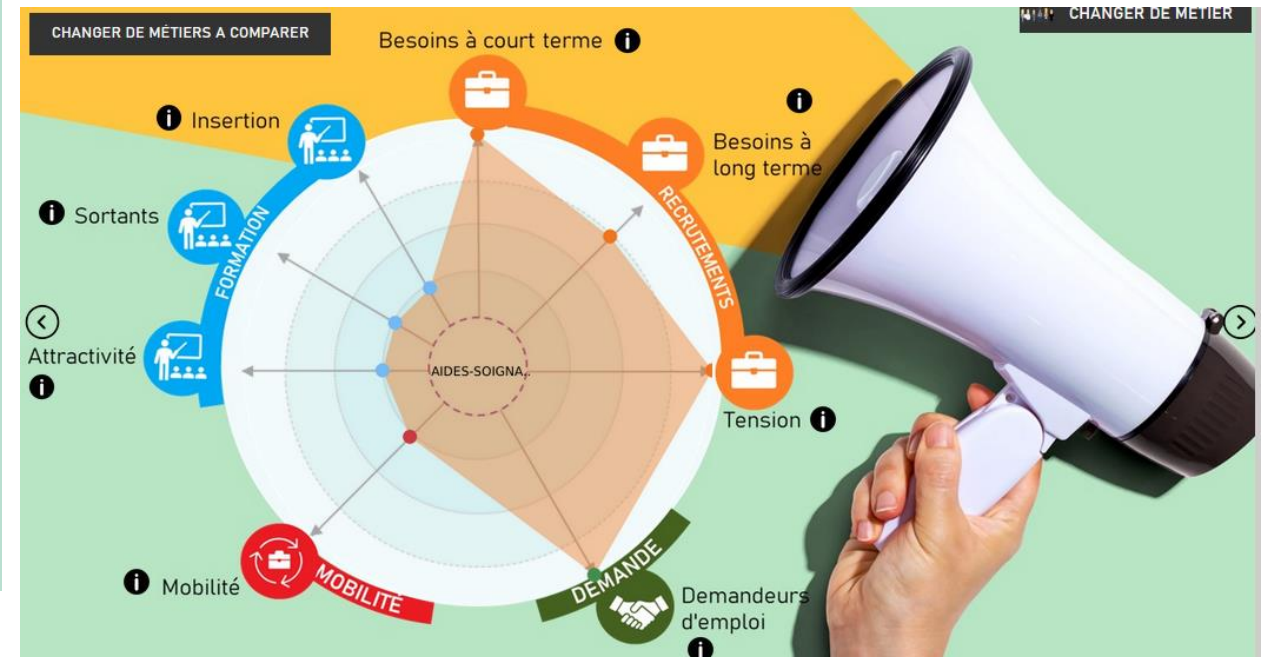 CHANGER DE MÉTIERS A COMPARER
CHANGER DE METIER
Besoins à court terme i
i Insertion
i
Besoins à
long terme
i Sortants
FORMATION
RECRUTEMENTS
Attractivité
i
AIDES-SOIGNA..
Tension i
i Mobilité
MOBILITÉ
DEMANDE
Demandeurs
d'emploi
i